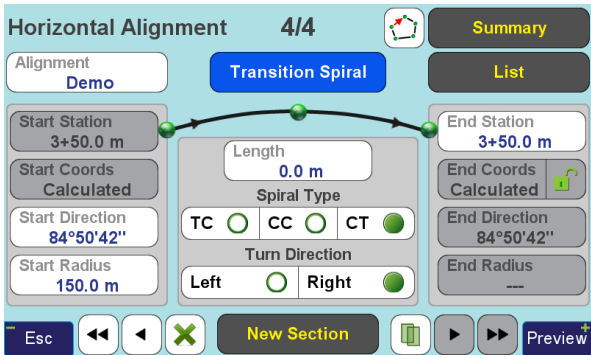 Horizontal Alignment 4/4
Summary
Alignment
Demo
Transition Spiral
List
Start Station
3+50.0 m
Start Coords
Calculated
Start Direction
84°50'42''
Start Radius
150.0 m
Length
0.0 m
Spiral Type
TC CC CT
Turn Direction
Left Right
End Station
3+50.0 m
End Coords
Calculated
End Direction
84°50'42''
End Radius
---
Esc
New Section
Preview